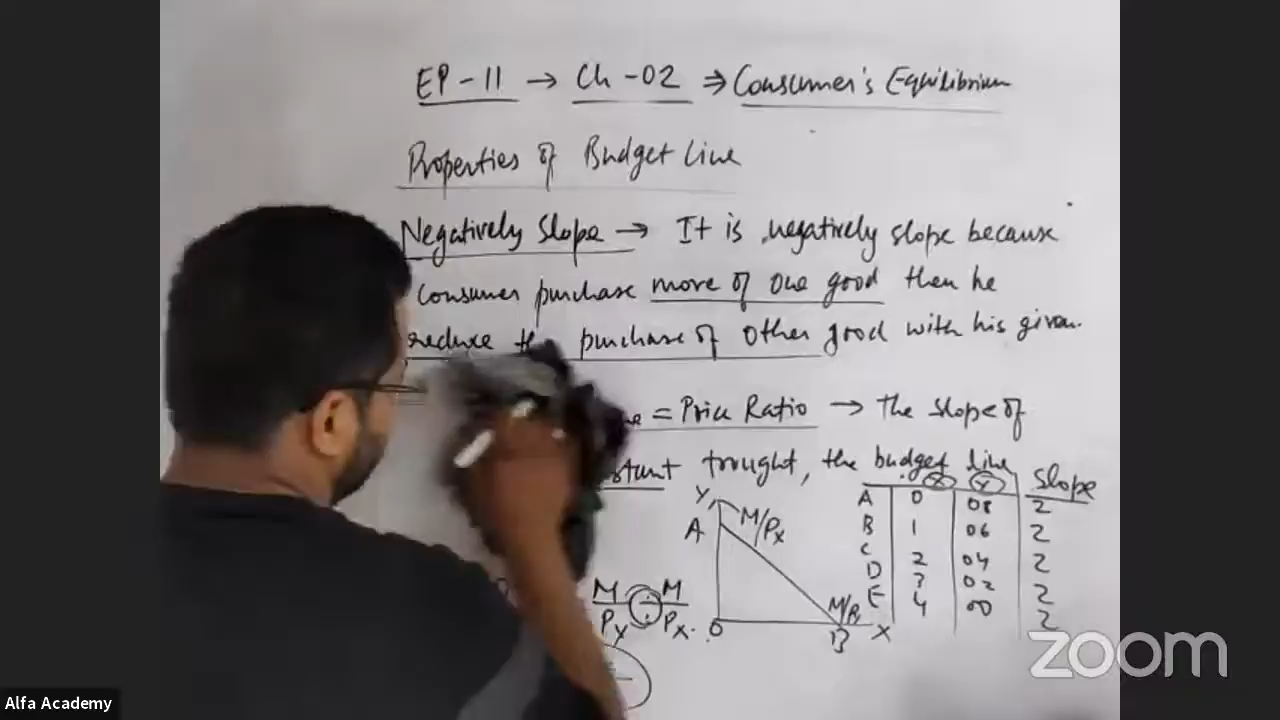 EP-11 → Ch-02 ⇒ Consumer's Equilibrium
Properties of Budget Line
Negatively Slope → It is negatively slope because
Consumer purchase more of one good then he
reduce the purchase of other good with his given.
= Price Ratio → the slope of
stant trought, the budget line
X Y Slope
A 0 08 2
B 1 06 2
C 2 04 2
D 3 02 2
E 4 00 2
Y
A M/Px
M/Py ÷ M/Px
O B X
zoom
Alfa Academy